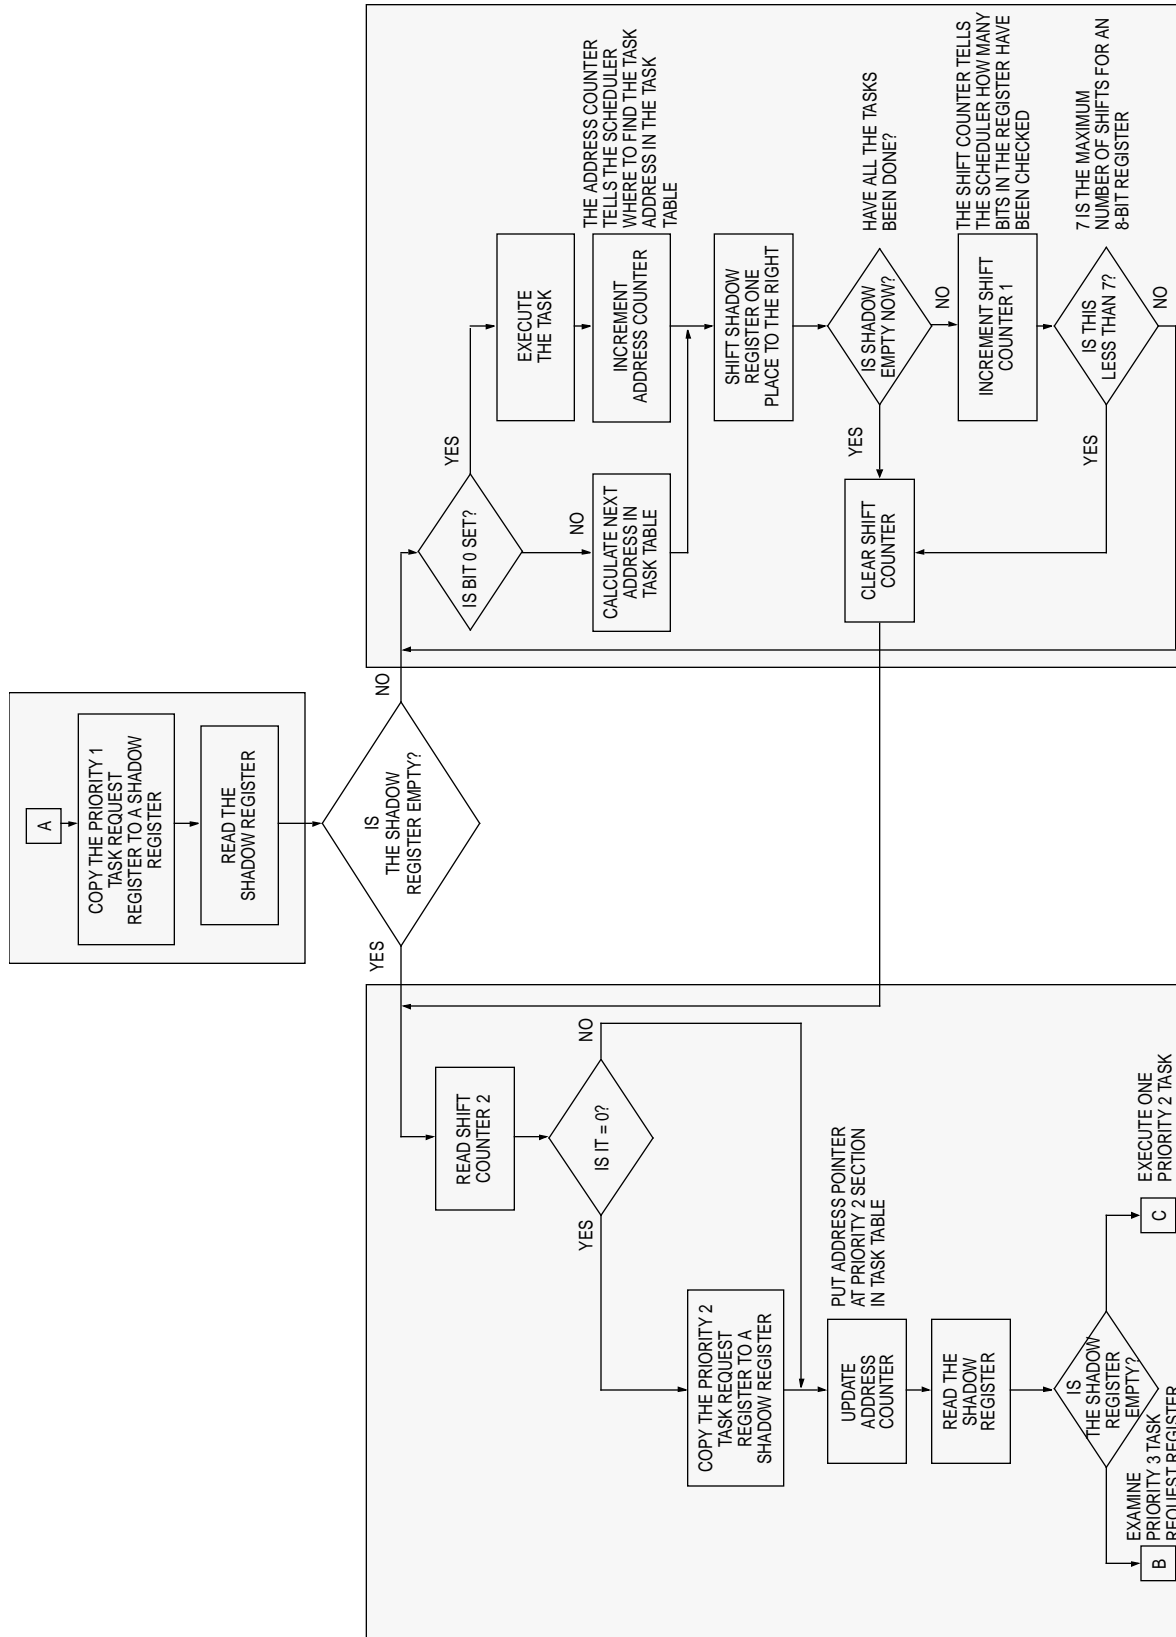 A
COPY THE PRIORITY 1
TASK REQUEST
REGISTER TO A SHADOW
REGISTER
READ THE
SHADOW REGISTER
IS
THE SHADOW
REGISTER EMPTY?
YES
NO
READ SHIFT
COUNTER 2
IS IT = 0?
YES
NO
COPY THE PRIORITY 2
TASK REQUEST
REGISTER TO A
SHADOW REGISTER
UPDATE
ADDRESS
COUNTER
PUT ADDRESS POINTER
AT PRIORITY 2 SECTION
IN TASK TABLE
READ THE
SHADOW
REGISTER
IS
THE SHADOW
REGISTER
EMPTY?
EXAMINE
PRIORITY 3 TASK
REQUEST REGISTER
B
C
EXECUTE ONE
PRIORITY 2 TASK
IS BIT 0 SET?
YES
NO
EXECUTE
THE TASK
CALCULATE NEXT
ADDRESS IN
TASK TABLE
INCREMENT
ADDRESS COUNTER
THE ADDRESS COUNTER
TELLS THE SCHEDULER
WHERE TO FIND THE TASK
ADDRESS IN THE TASK
TABLE
SHIFT SHADOW
REGISTER ONE
PLACE TO THE RIGHT
IS SHADOW
EMPTY NOW?
HAVE ALL THE TASKS
BEEN DONE?
YES
NO
CLEAR SHIFT
COUNTER
INCREMENT SHIFT
COUNTER 1
THE SHIFT COUNTER TELLS
THE SCHEDULER HOW MANY
BITS IN THE REGISTER HAVE
BEEN CHECKED
IS THIS
LESS THAN 7?
7 IS THE MAXIMUM
NUMBER OF SHIFTS FOR AN
8-BIT REGISTER
YES
NO